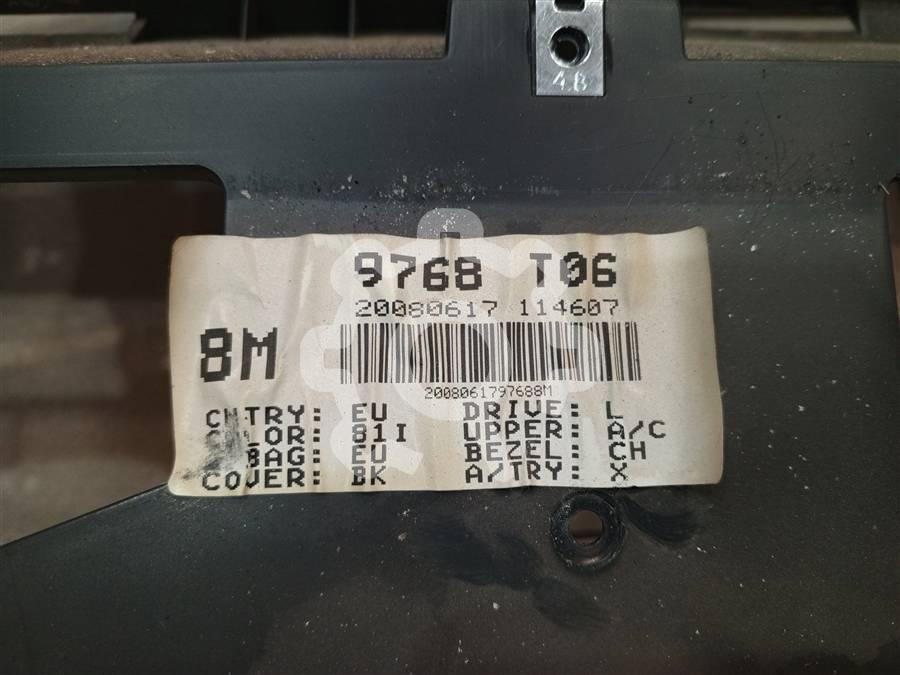 4.B
9768 T06
20080617 114607
8M
2008061797688M
CNTRY: EU DRIVE: L
COLOR: 81I UPPER: A/C
BAG: EU BEZEL: CH
COVER: BK A/TRY: X